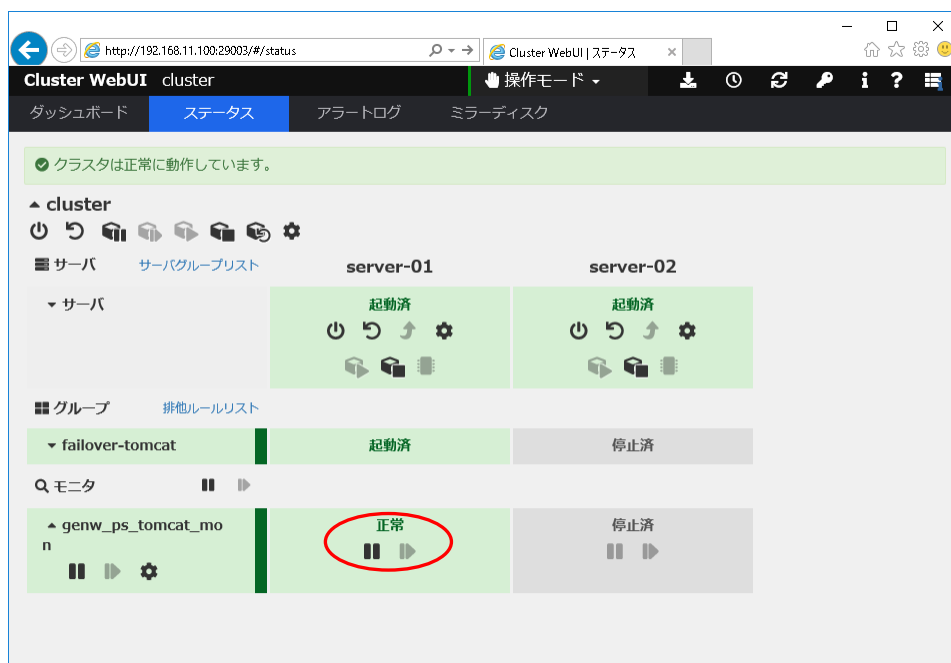 http://192.168.11.100:29003/#/status
Cluster WebUI | ステータス
Cluster WebUI cluster
操作モード
ダッシュボード ステータス アラートログ ミラーディスク
クラスタは正常に動作しています。
cluster
サーバ サーバグループリスト server-01 server-02
サーバ 起動済 起動済
グループ 排他ルールリスト
failover-tomcat 起動済 停止済
モニタ
genw_ps_tomcat_mo
n
正常 停止済